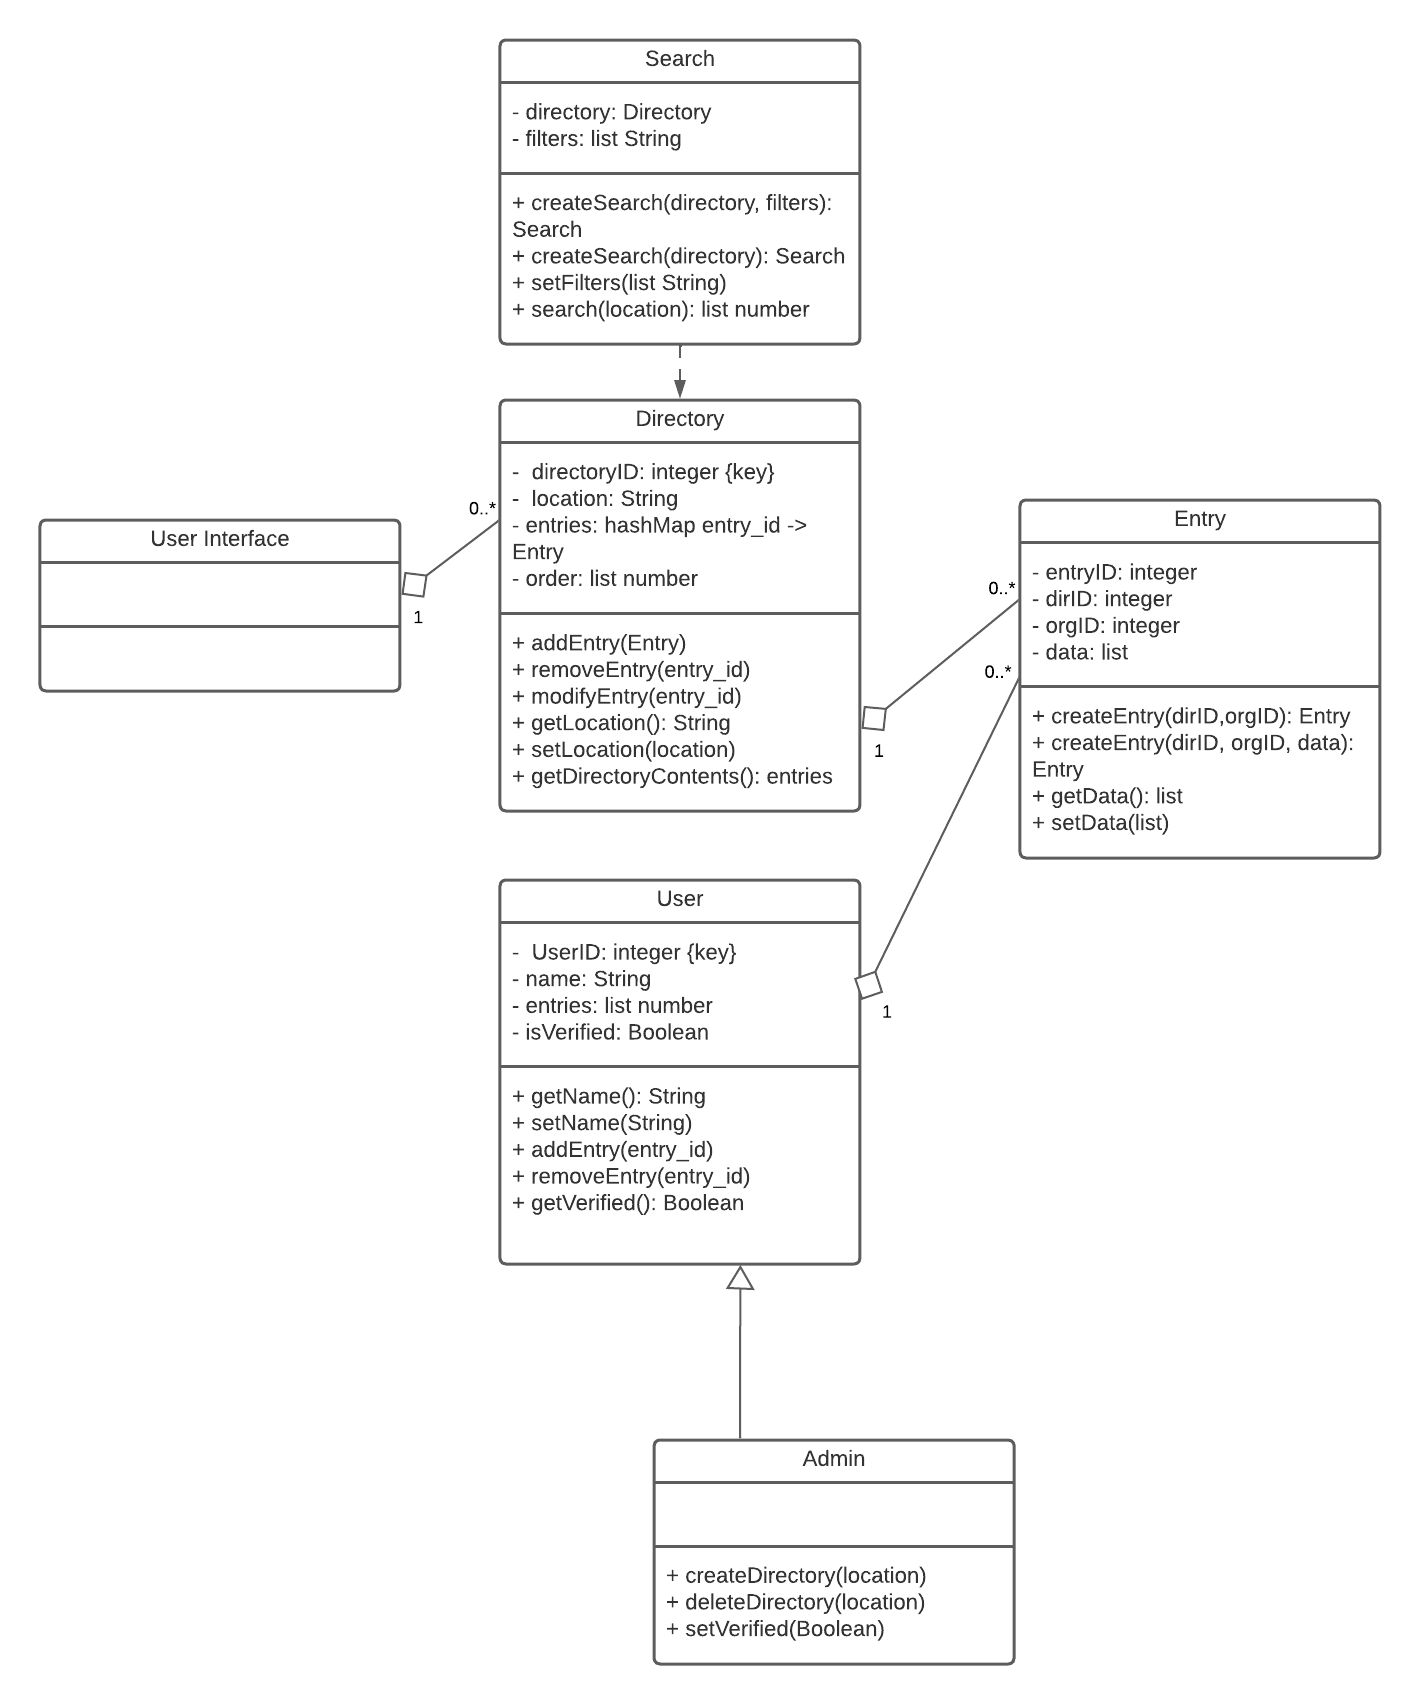 Search
- directory: Directory
- filters: list String
+ createSearch(directory, filters):
Search
+ createSearch(directory): Search
+ setFilters(list String)
+ search(location): list number
Directory
-  directoryID: integer {key}
-  location: String
- entries: hashMap entry_id ->
Entry
- order: list number
+ addEntry(Entry)
+ removeEntry(entry_id)
+ modifyEntry(entry_id)
+ getLocation(): String
+ setLocation(location)
+ getDirectoryContents(): entries
0..*
User Interface
1
Entry
- entryID: integer
- dirID: integer
- orgID: integer
- data: list
+ createEntry(dirID,orgID): Entry
+ createEntry(dirID, orgID, data):
Entry
+ getData(): list
+ setData(list)
0..*
0..*
1
User
-  UserID: integer {key}
- name: String
- entries: list number
- isVerified: Boolean
+ getName(): String
+ setName(String)
+ addEntry(entry_id)
+ removeEntry(entry_id)
+ getVerified(): Boolean
1
Admin
+ createDirectory(location)
+ deleteDirectory(location)
+ setVerified(Boolean)